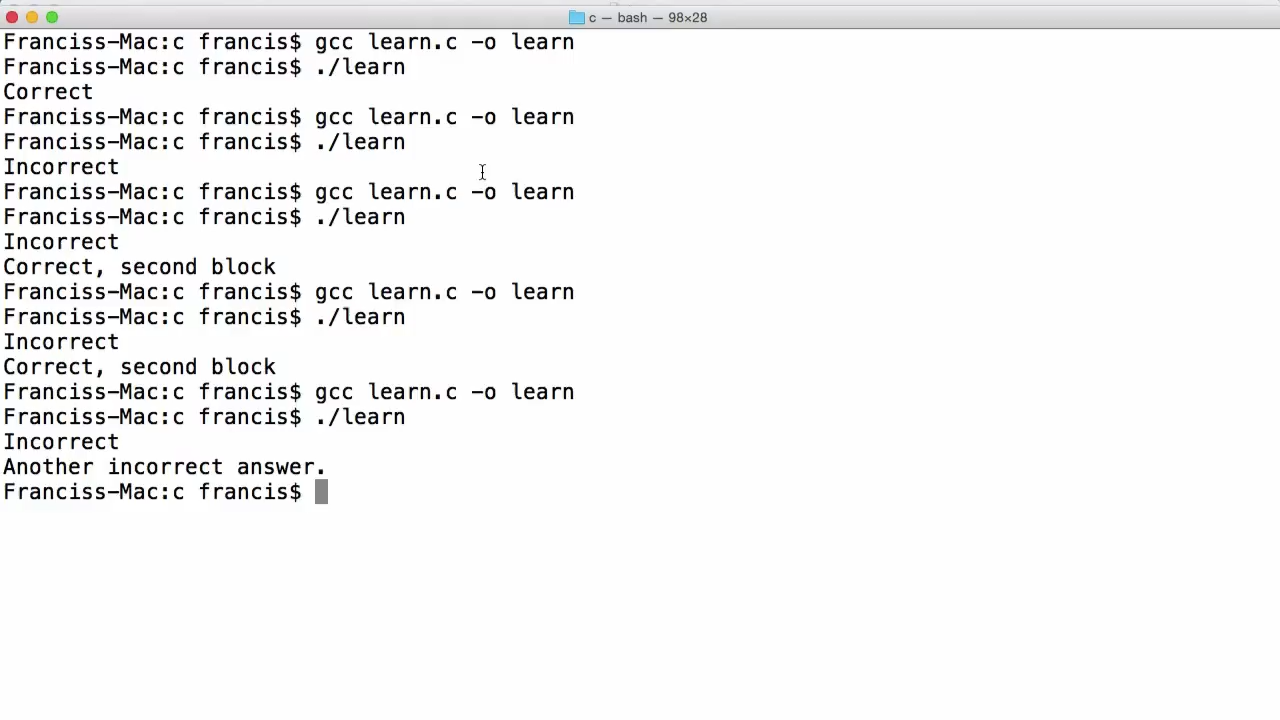 c — bash — 98×28
Franciss-Mac:c francis$ gcc learn.c -o learn
Franciss-Mac:c francis$ ./learn
Correct
Franciss-Mac:c francis$ gcc learn.c -o learn
Franciss-Mac:c francis$ ./learn
Incorrect
Franciss-Mac:c francis$ gcc learn.c -o learn
Franciss-Mac:c francis$ ./learn
Incorrect
Correct, second block
Franciss-Mac:c francis$ gcc learn.c -o learn
Franciss-Mac:c francis$ ./learn
Incorrect
Correct, second block
Franciss-Mac:c francis$ gcc learn.c -o learn
Franciss-Mac:c francis$ ./learn
Incorrect
Another incorrect answer.
Franciss-Mac:c francis$